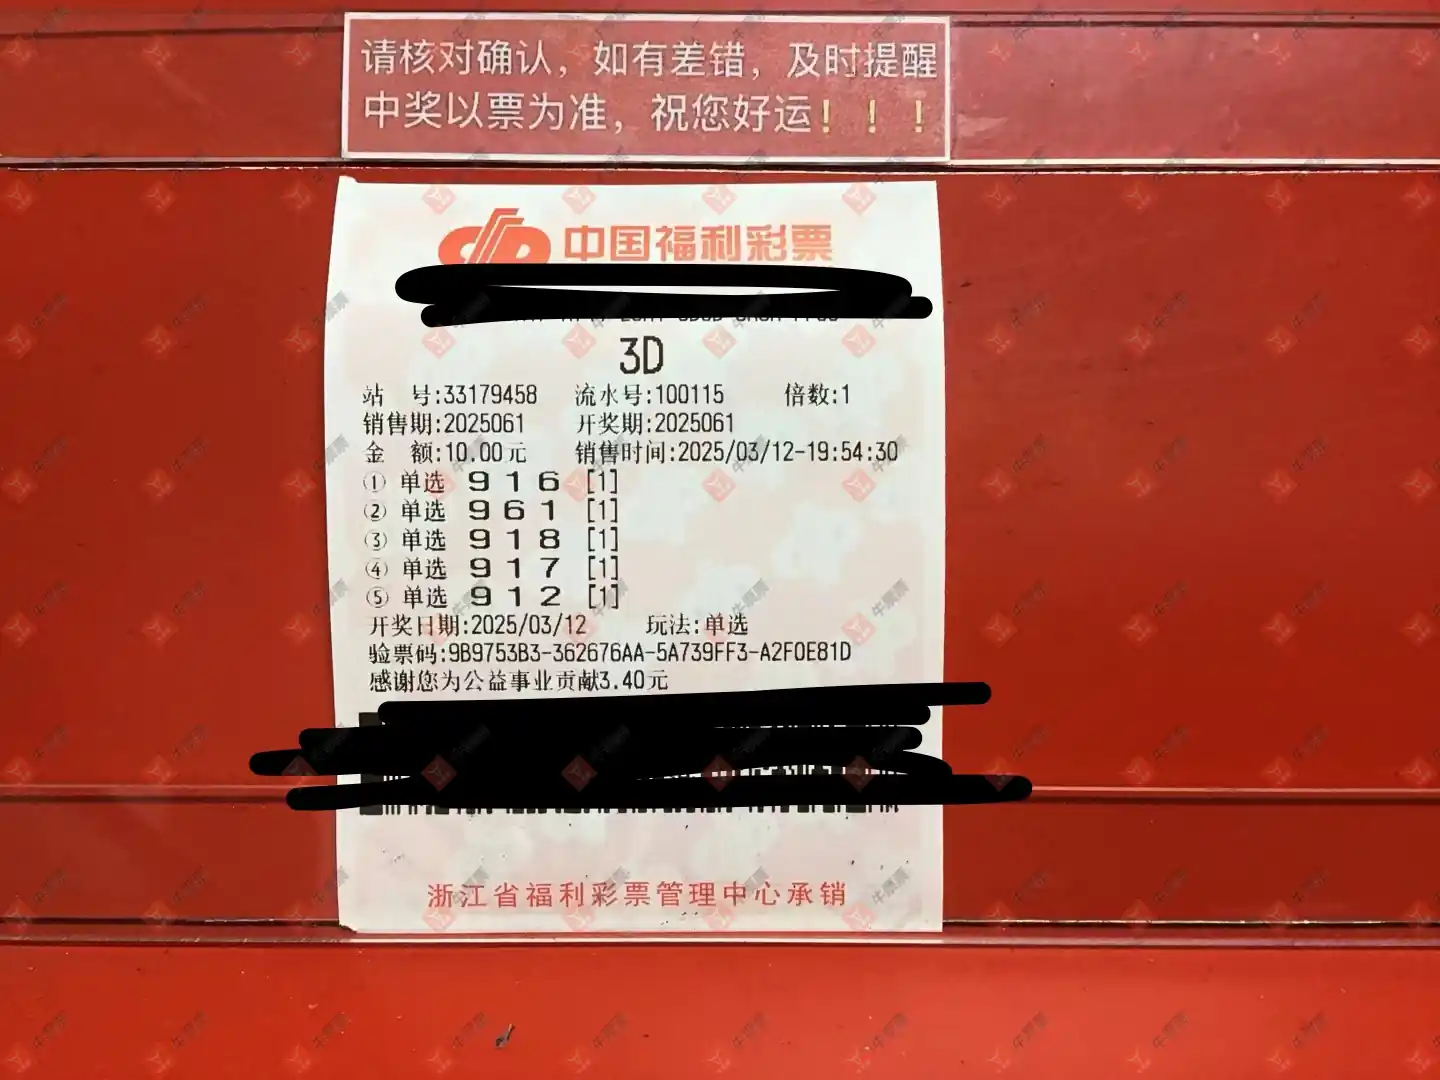 请核对确认，如有差错，及时提醒
中奖以票为准，祝您好运！！！
中国福利彩票
3D
站 号:33179458 流水号:100115 倍数:1
销售期:2025061 开奖期:2025061
金 额:10.00元 销售时间:2025/03/12-19:54:30
① 单选 9 1 6 [1]
② 单选 9 6 1 [1]
③ 单选 9 1 8 [1]
④ 单选 9 1 7 [1]
⑤ 单选 9 1 2 [1]
开奖日期:2025/03/12 玩法:单选
验票码:9B9753B3-362676AA-5A739FF3-A2F0E81D
感谢您为公益事业贡献3.40元
浙江省福利彩票管理中心承销